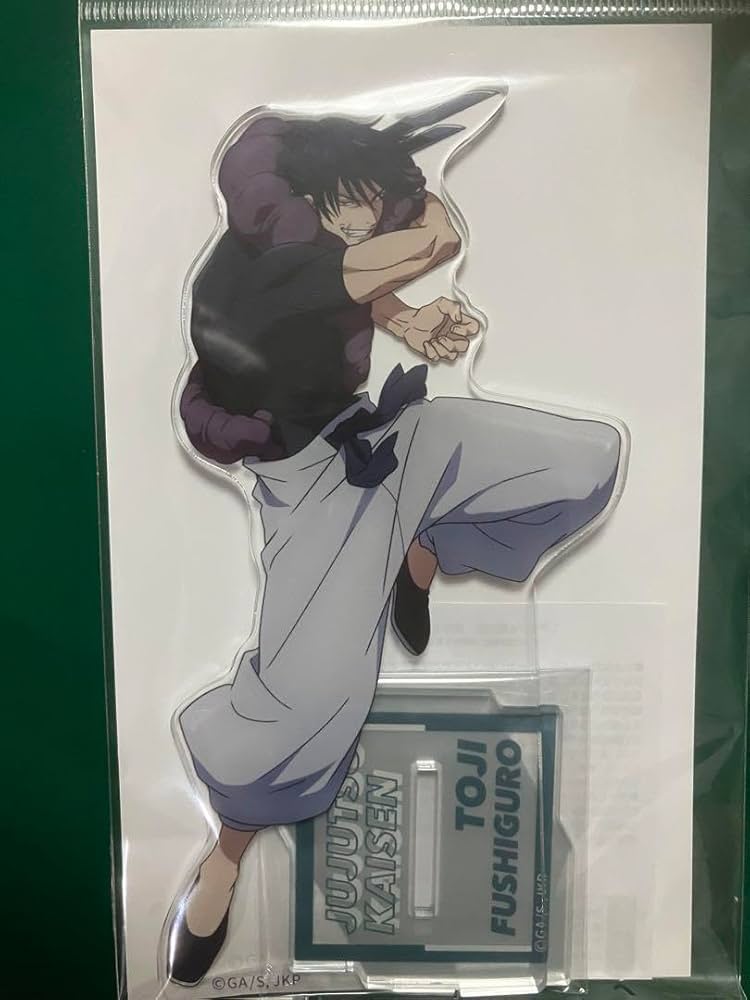 JUJUTSU
KAISEN
TOJI
FUSHIGURO
©GA/S,JKP
©GA/S, JKP